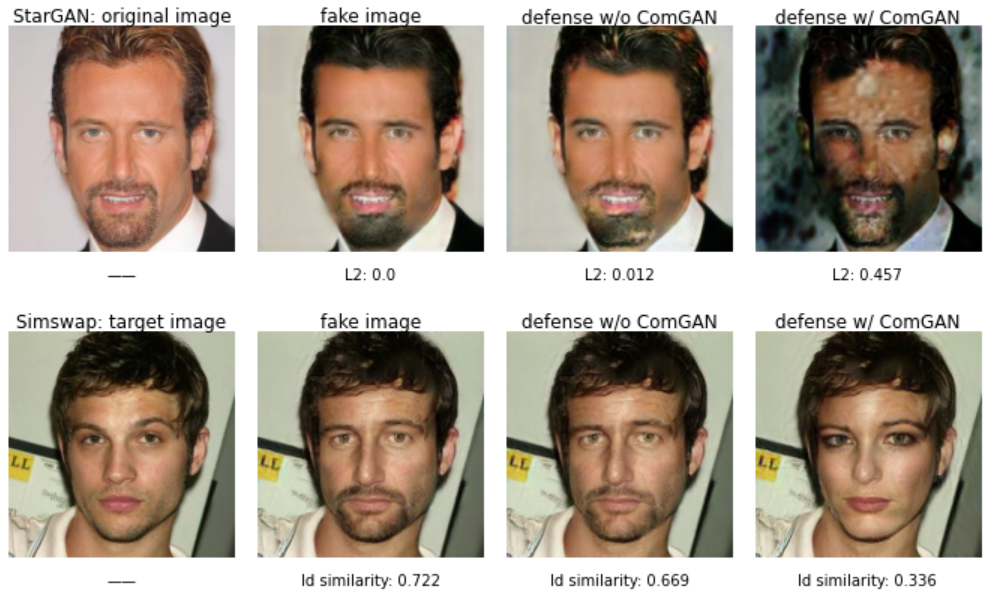 StarGAN: original image
fake image
defense w/o ComGAN
defense w/ ComGAN
——
L2: 0.0
L2: 0.012
L2: 0.457
Simswap: target image
fake image
defense w/o ComGAN
defense w/ ComGAN
LL
LL
LL
LL
——
Id similarity: 0.722
Id similarity: 0.669
Id similarity: 0.336